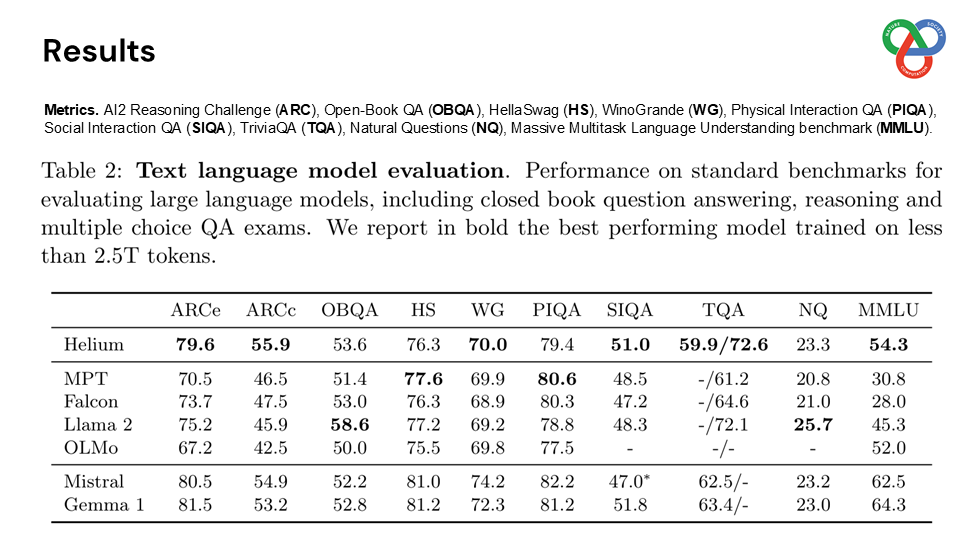 Results
NATURE SOCIETY COMPUTATION
Metrics. AI2 Reasoning Challenge (ARC), Open-Book QA (OBQA), HellaSwag (HS), WinoGrande (WG), Physical Interaction QA (PIQA),
Social Interaction QA (SIQA), TriviaQA (TQA), Natural Questions (NQ), Massive Multitask Language Understanding benchmark (MMLU).
Table 2: Text language model evaluation. Performance on standard benchmarks for
evaluating large language models, including closed book question answering, reasoning and
multiple choice QA exams. We report in bold the best performing model trained on less
than 2.5T tokens.
ARCe ARCc OBQA HS WG PIQA SIQA TQA NQ MMLU
Helium 79.6 55.9 53.6 76.3 70.0 79.4 51.0 59.9/72.6 23.3 54.3
MPT 70.5 46.5 51.4 77.6 69.9 80.6 48.5 -/61.2 20.8 30.8
Falcon 73.7 47.5 53.0 76.3 68.9 80.3 47.2 -/64.6 21.0 28.0
Llama 2 75.2 45.9 58.6 77.2 69.2 78.8 48.3 -/72.1 25.7 45.3
OLMo 67.2 42.5 50.0 75.5 69.8 77.5 - -/- - 52.0
Mistral 80.5 54.9 52.2 81.0 74.2 82.2 47.0* 62.5/- 23.2 62.5
Gemma 1 81.5 53.2 52.8 81.2 72.3 81.2 51.8 63.4/- 23.0 64.3